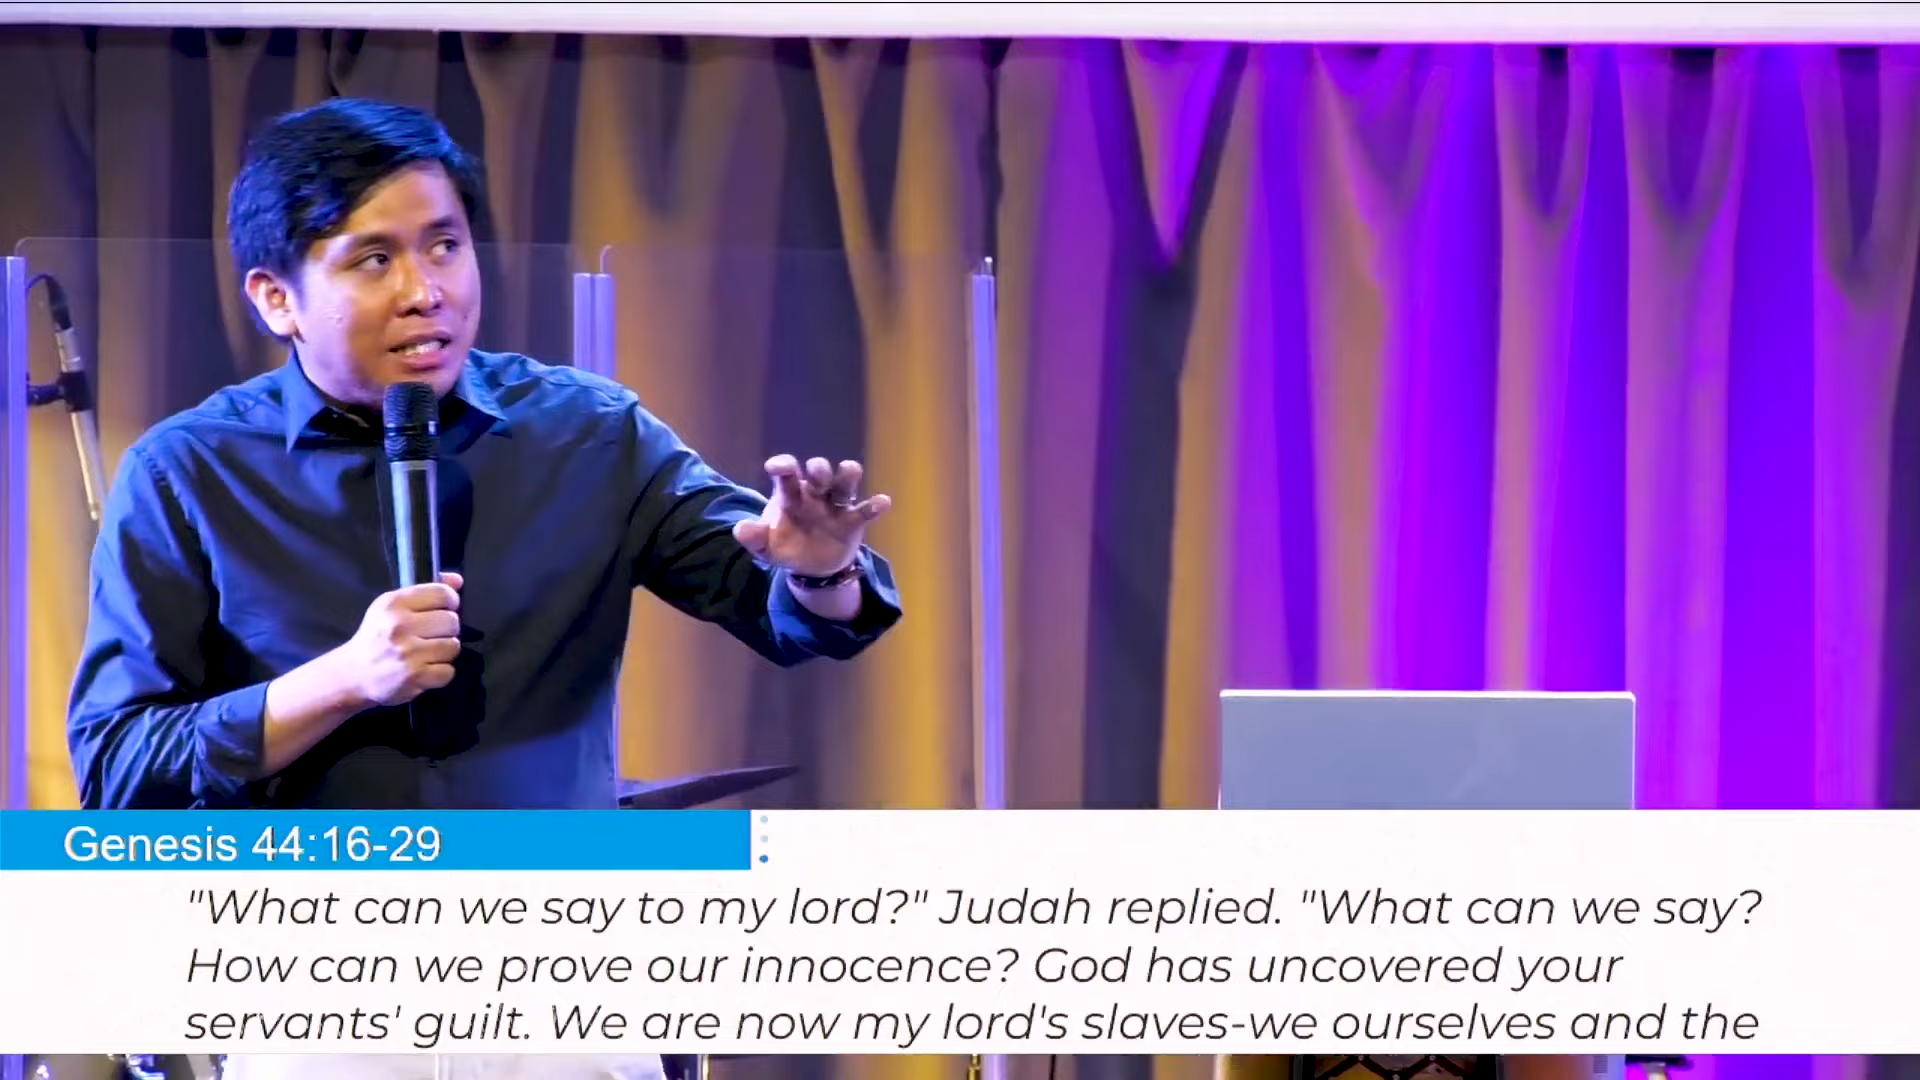 Genesis 44:16-29
"What can we say to my lord?" Judah replied. "What can we say?
How can we prove our innocence? God has uncovered your
servants' guilt. We are now my lord's slaves-we ourselves and the